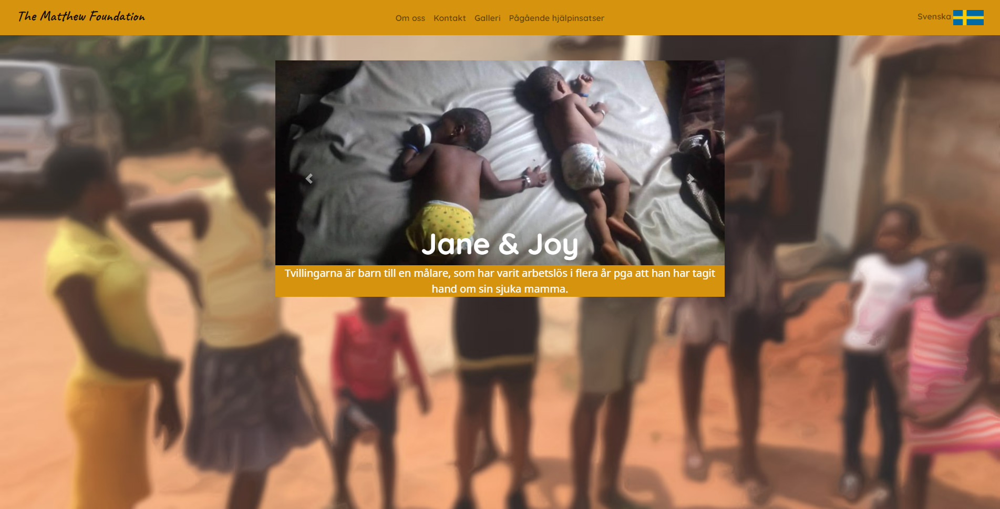 The Matthew Foundation
Om oss Kontakt Galleri Pågående hjälpinsatser
Svenska
Jane & Joy
Tvillingarna är barn till en målare, som har varit arbetslös i flera år pga att han har tagit
hand om sin sjuka mamma.